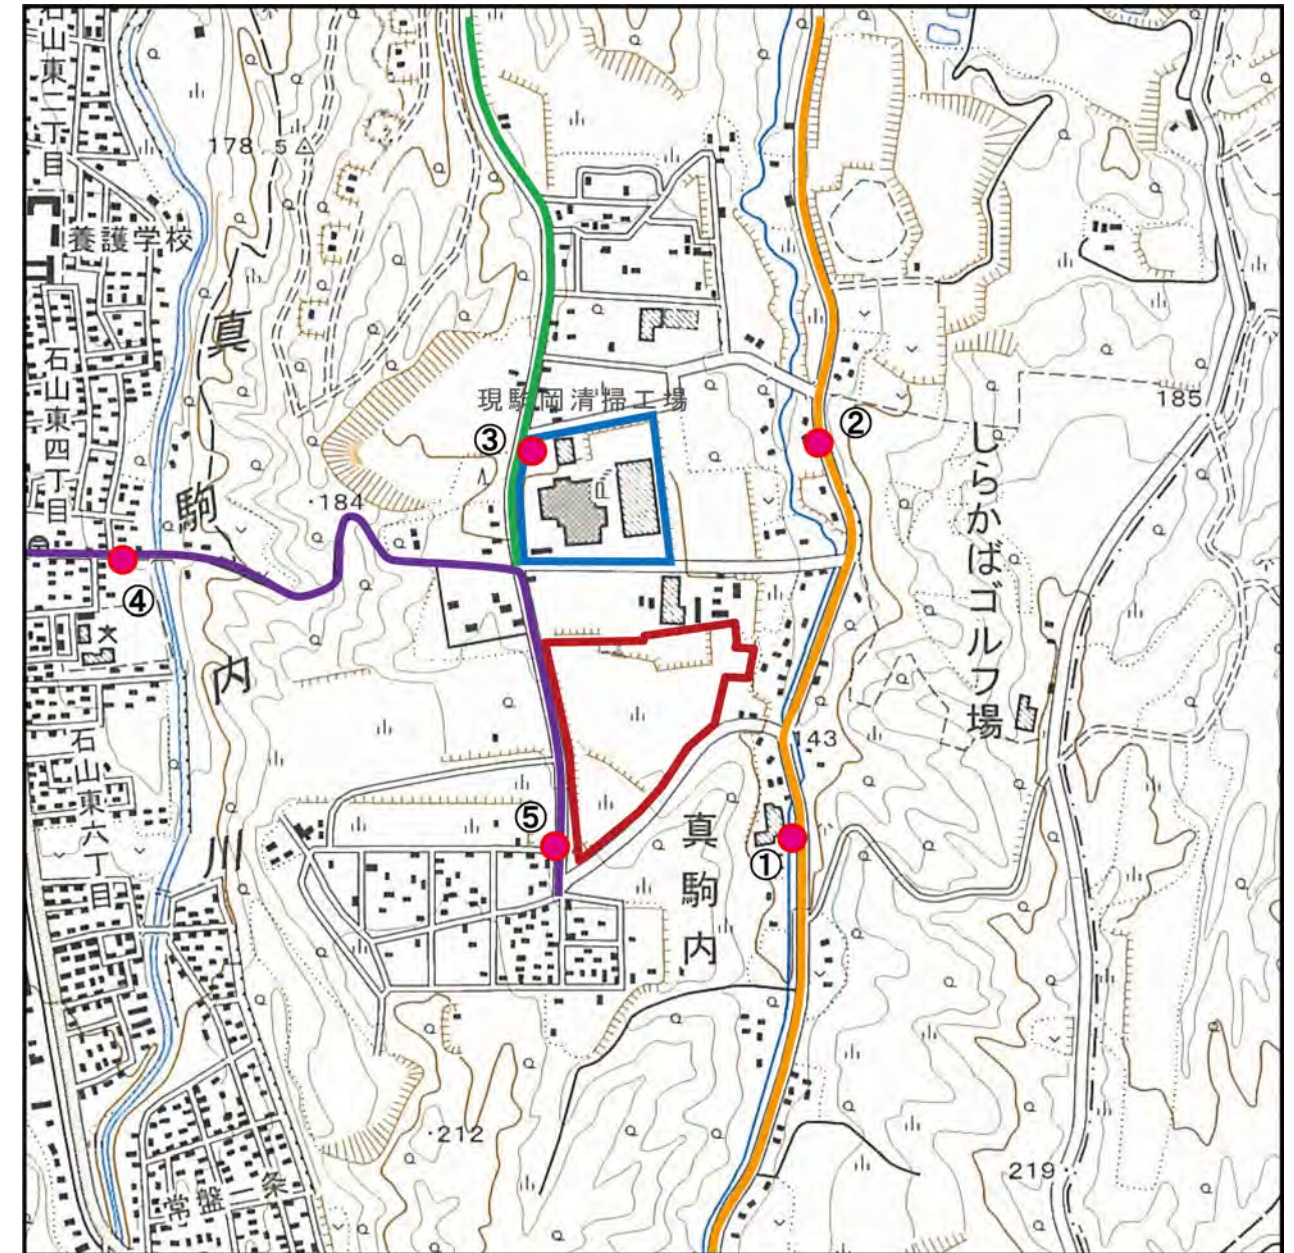 石山東二丁目
178.5
養護学校
真駒内川
石山東四丁目
現駒岡清掃工場
185
②
③
しらかばゴルフ場
184
④
143
石山東六丁目
⑤
真駒内
①
212
219
常盤一条